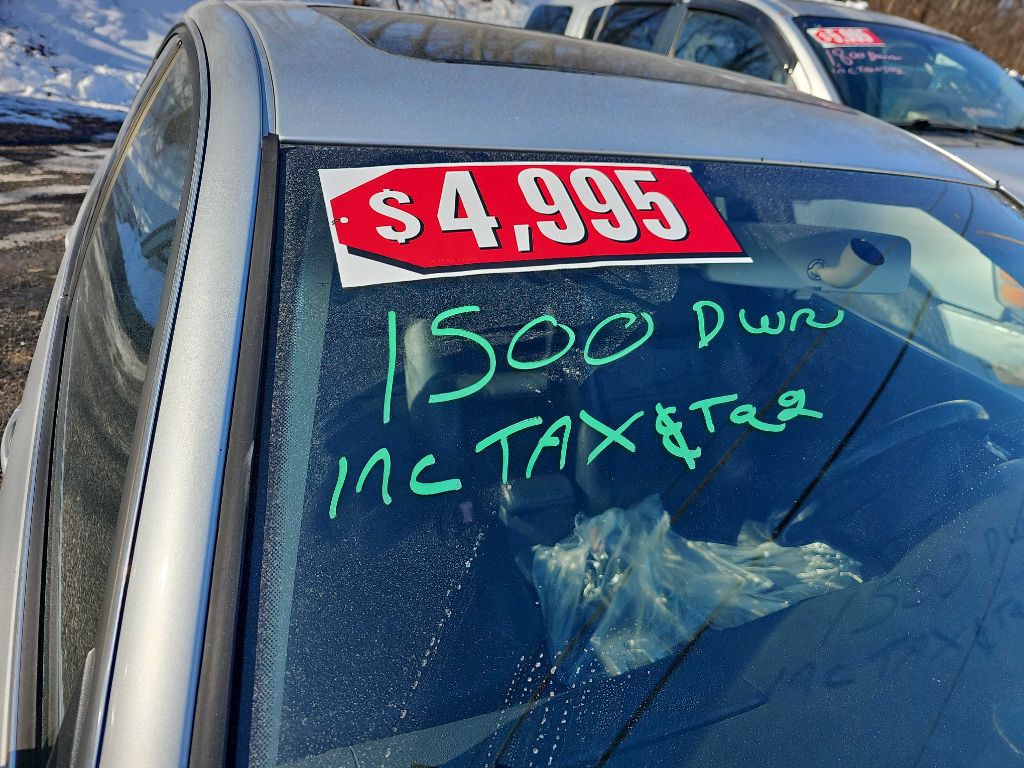 $4,995
1500 DWN
INC TAX & Tag